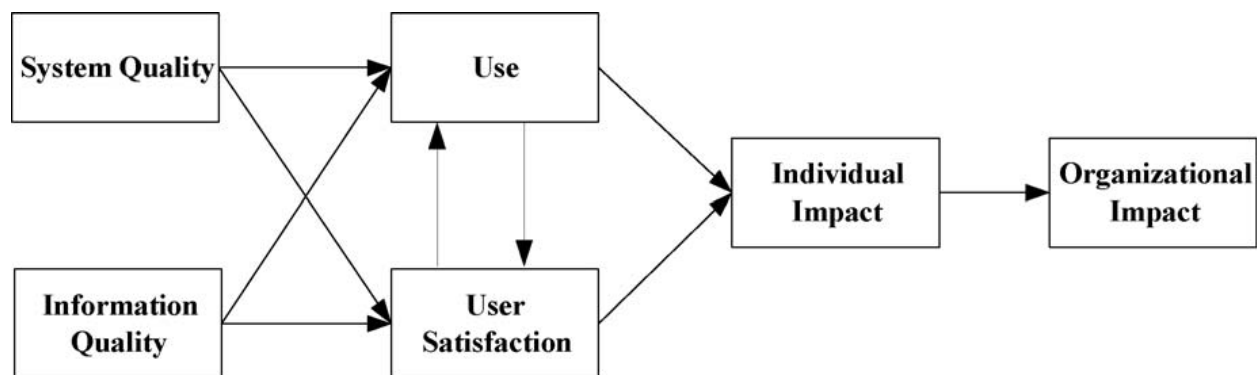 System Quality
Use
Individual
Impact
Organizational
Impact
Information
Quality
User
Satisfaction